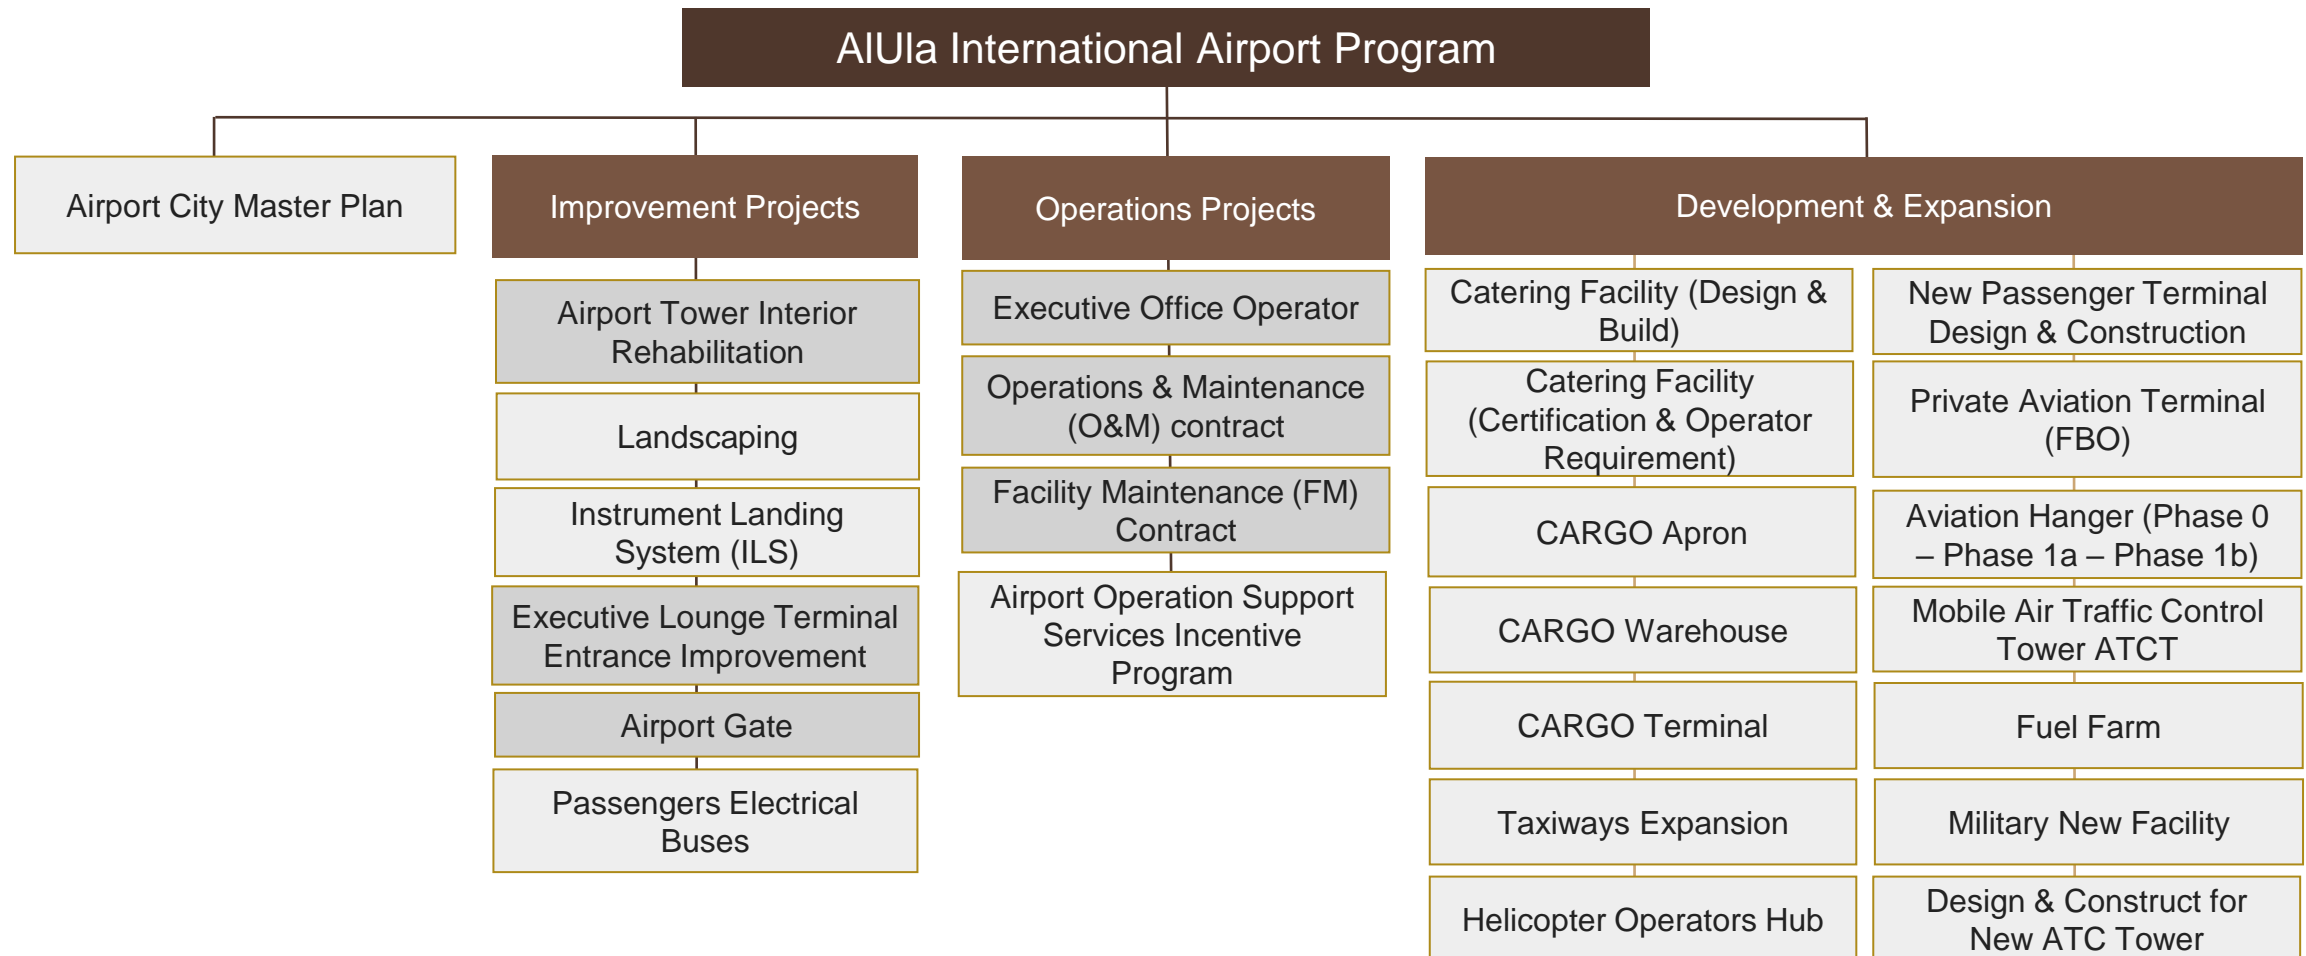 AlUla International Airport Program
Airport City Master Plan
Improvement Projects
Airport Tower Interior
Rehabilitation
Landscaping
Instrument Landing
System (ILS)
Executive Lounge Terminal
Entrance Improvement
Airport Gate
Passengers Electrical
Buses
Operations Projects
Executive Office Operator
Operations & Maintenance
(O&M) contract
Facility Maintenance (FM)
Contract
Airport Operation Support
Services Incentive
Program
Development & Expansion
Catering Facility (Design &
Build)
Catering Facility
(Certification & Operator
Requirement)
CARGO Apron
CARGO Warehouse
CARGO Terminal
Taxiways Expansion
Helicopter Operators Hub
New Passenger Terminal
Design & Construction
Private Aviation Terminal
(FBO)
Aviation Hanger (Phase 0
– Phase 1a – Phase 1b)
Mobile Air Traffic Control
Tower ATCT
Fuel Farm
Military New Facility
Design & Construct for
New ATC Tower